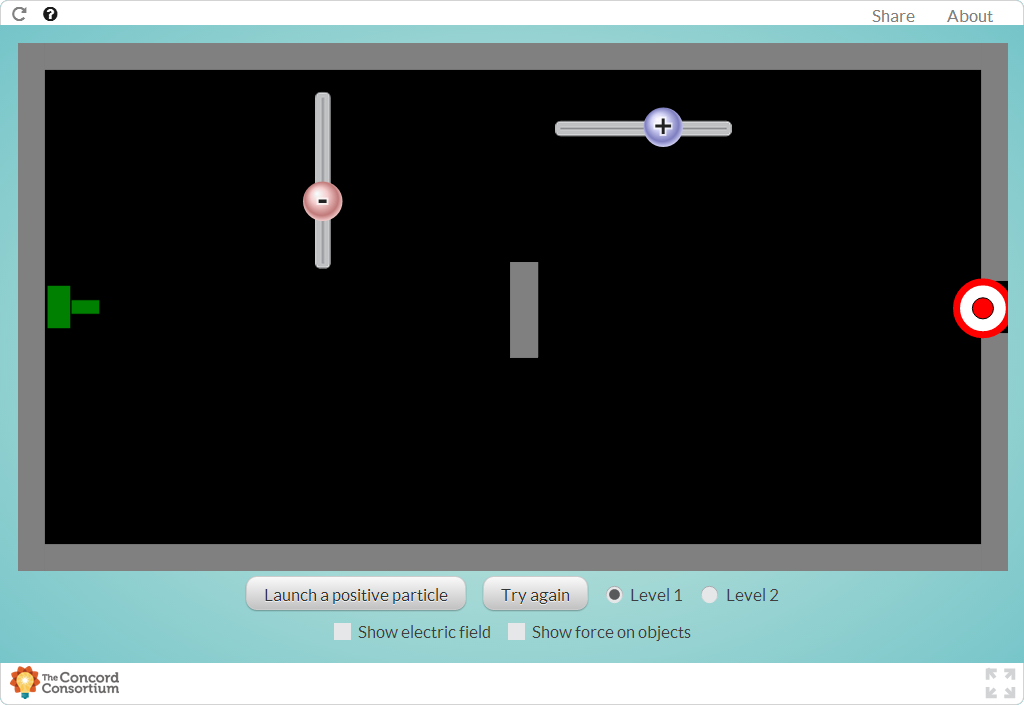 Share About
+
-
Launch a positive particle Try again Level 1 Level 2
Show electric field Show force on objects
The Concord
Consortium